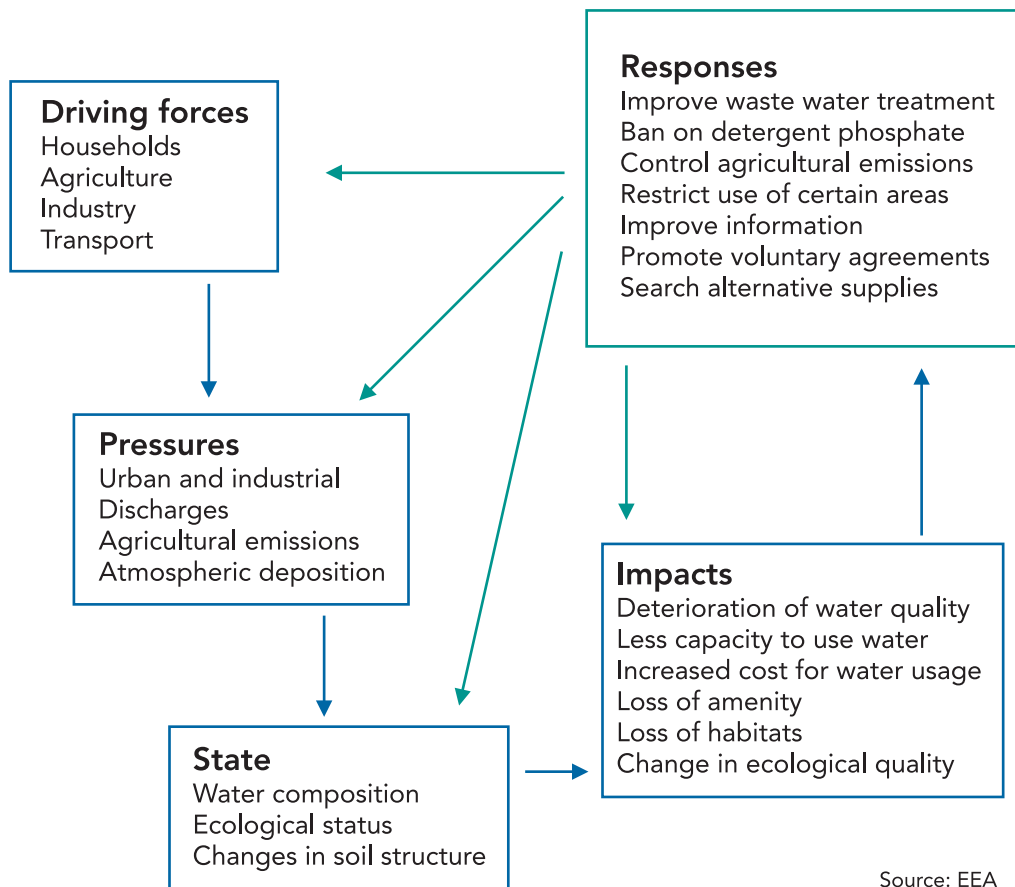 Responses
Improve waste water treatment
Ban on detergent phosphate
Control agricultural emissions
Restrict use of certain areas
Improve information
Promote voluntary agreements
Search alternative supplies
Driving forces
Households
Agriculture
Industry
Transport
Pressures
Urban and industrial
Discharges
Agricultural emissions
Atmospheric deposition
Impacts
Deterioration of water quality
Less capacity to use water
Increased cost for water usage
Loss of amenity
Loss of habitats
Change in ecological quality
State
Water composition
Ecological status
Changes in soil structure
Source: EEA